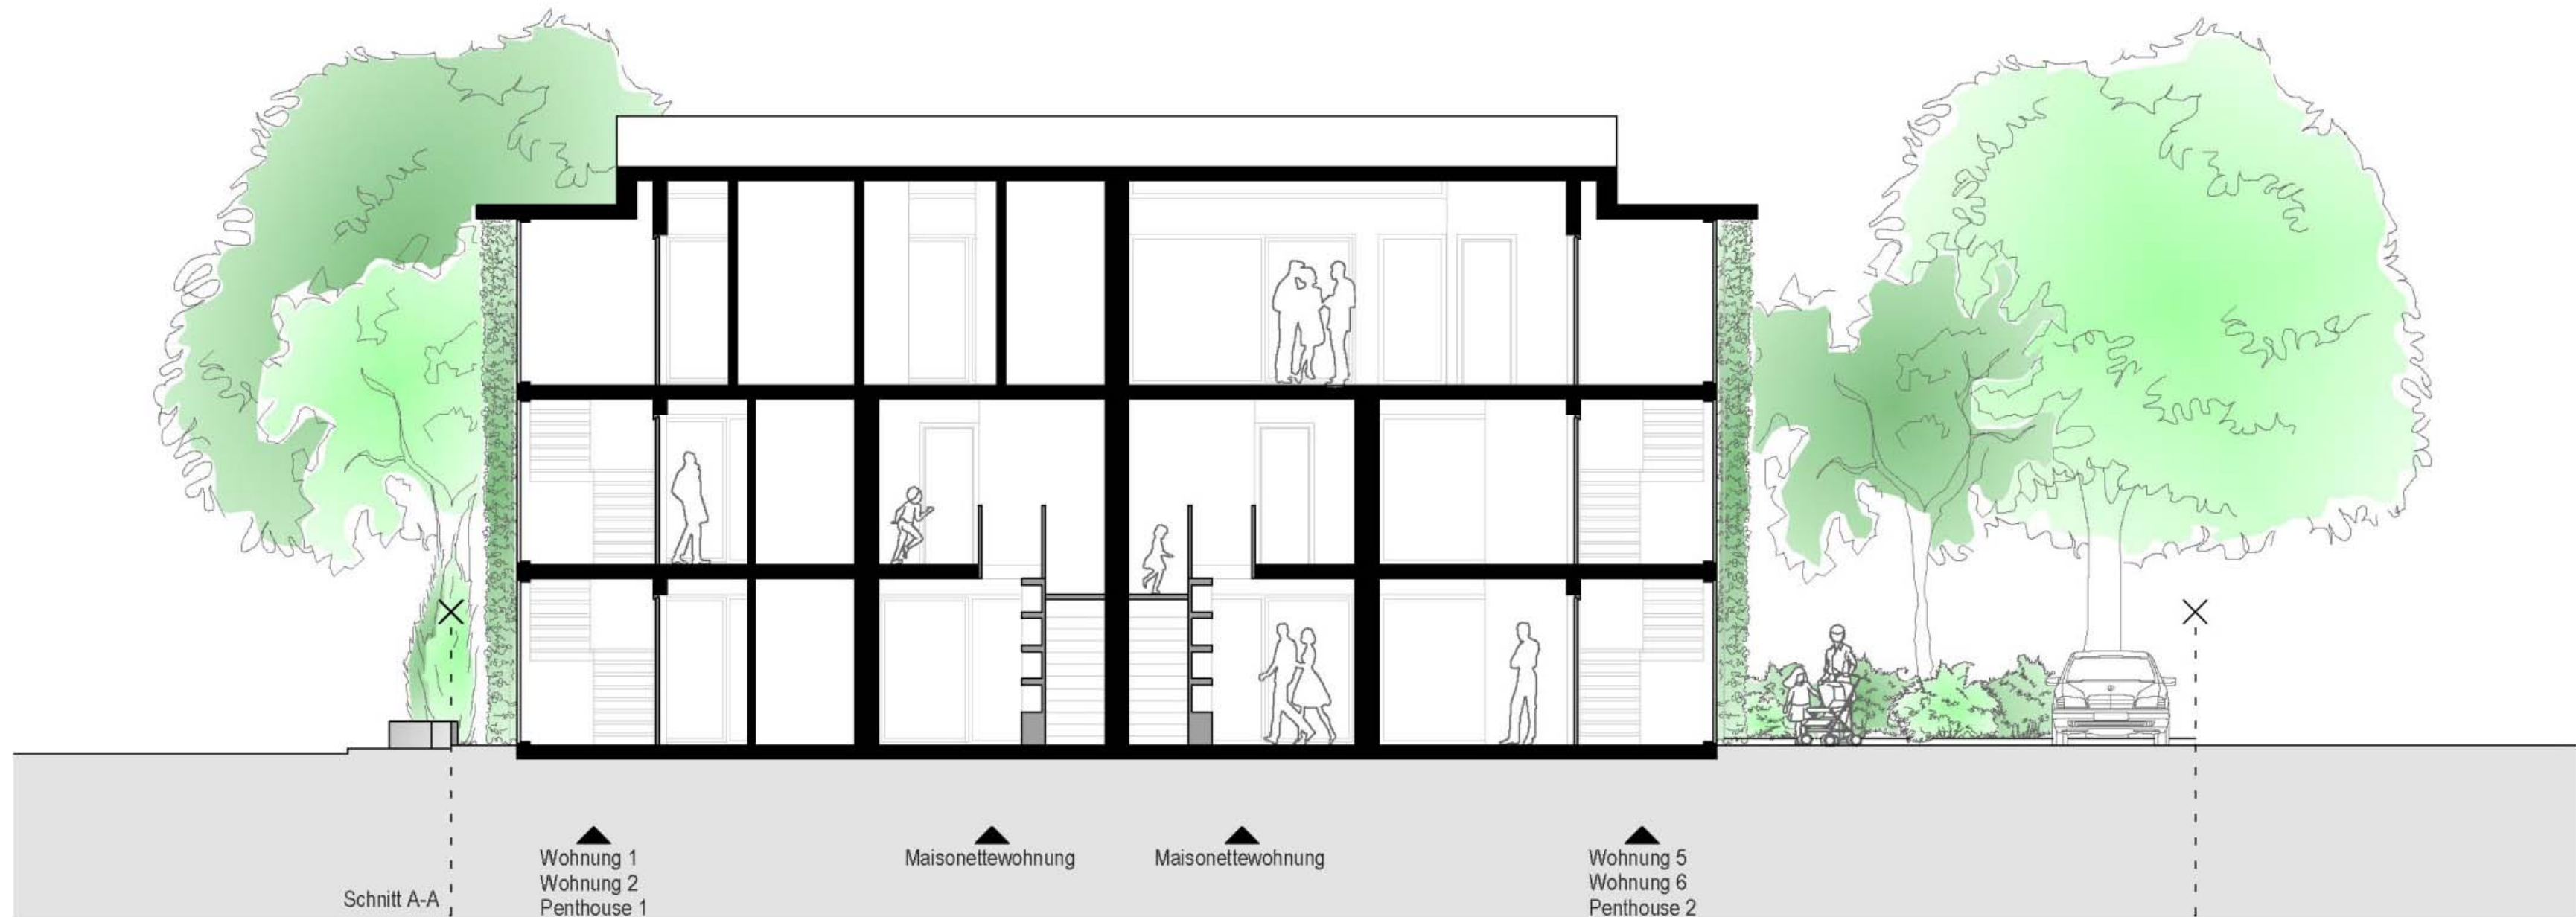 Wohnung 1
Wohnung 2
Penthouse 1
Maisonettewohnung
Maisonettewohnung
Wohnung 5
Wohnung 6
Penthouse 2
Schnitt A-A